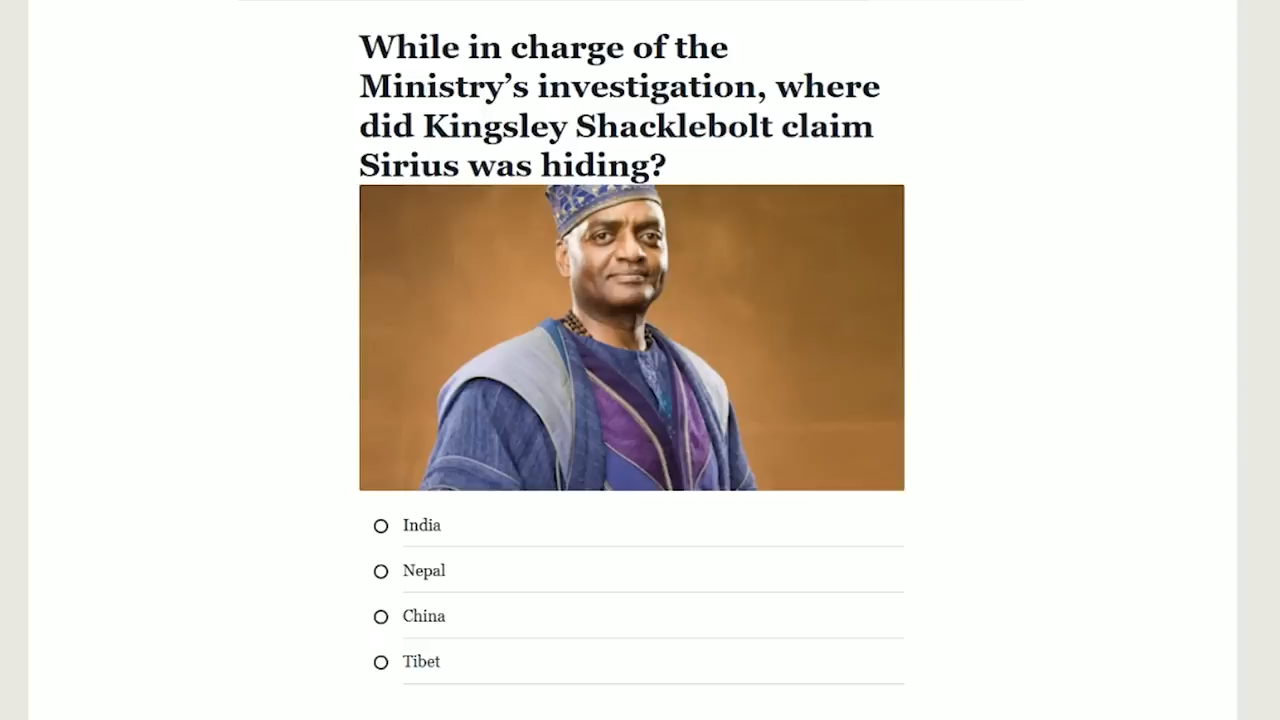 While in charge of the
Ministry’s investigation, where
did Kingsley Shacklebolt claim
Sirius was hiding?
India
Nepal
China
Tibet